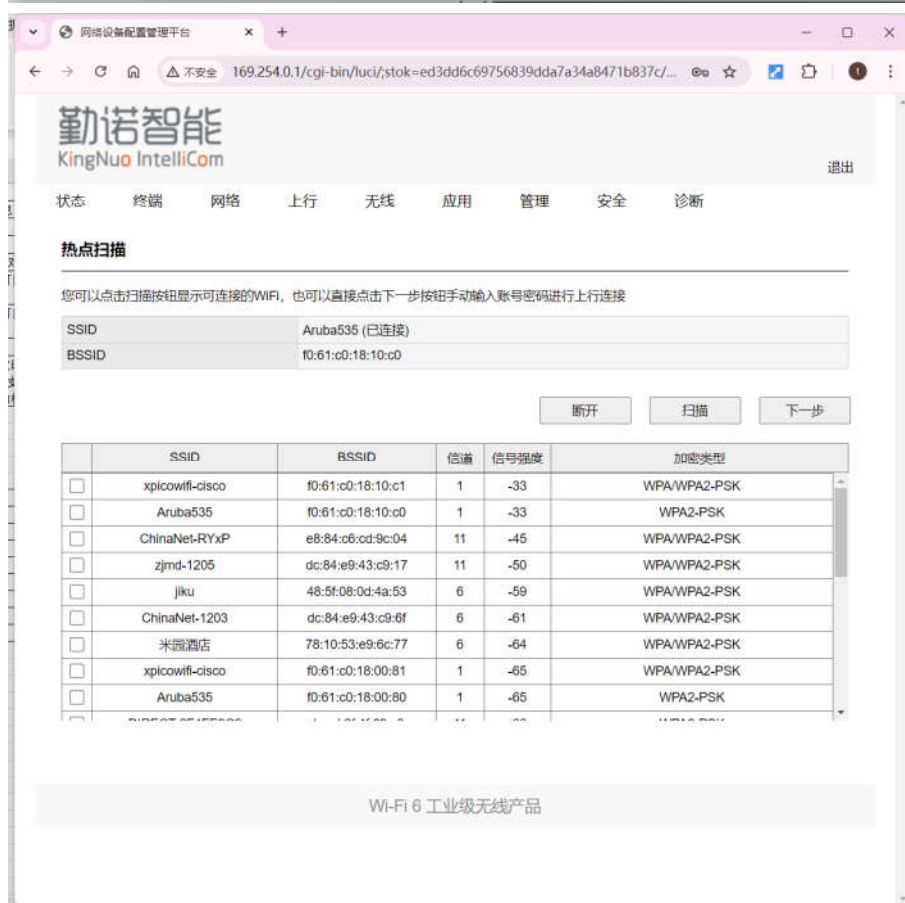 网络设备配置管理平台
不安全 169.254.0.1/cgi-bin/luci/;stok=ed3dd6c69756839dda7a34a8471b837c/...
勤诺智能
KingNuo IntelliCom
退出
状态 终端 网络 上行 无线 应用 管理 安全 诊断
热点扫描
您可以点击扫描按钮显示可连接的WiFi，也可以直接点击下一步按钮手动输入账号密码进行上行连接
SSID Aruba535 (已连接)
BSSID f0:61:c0:18:10:c0
断开 扫描 下一步
SSID BSSID 信道 信号强度 加密类型
xpicowifi-cisco f0:61:c0:18:10:c1 1 -33 WPA/WPA2-PSK
Aruba535 f0:61:c0:18:10:c0 1 -33 WPA2-PSK
ChinaNet-RYxP e8:84:c6:cd:9c:04 11 -45 WPA/WPA2-PSK
zjmd-1205 dc:84:e9:43:c9:17 11 -50 WPA/WPA2-PSK
jiku 48:5f:08:0d:4a:53 6 -59 WPA/WPA2-PSK
ChinaNet-1203 dc:84:e9:43:c9:6f 6 -61 WPA/WPA2-PSK
米园酒店 78:10:53:e9:6c:77 6 -64 WPA/WPA2-PSK
xpicowifi-cisco f0:61:c0:18:00:81 1 -65 WPA/WPA2-PSK
Aruba535 f0:61:c0:18:00:80 1 -65 WPA2-PSK
Wi-Fi 6 工业级无线产品